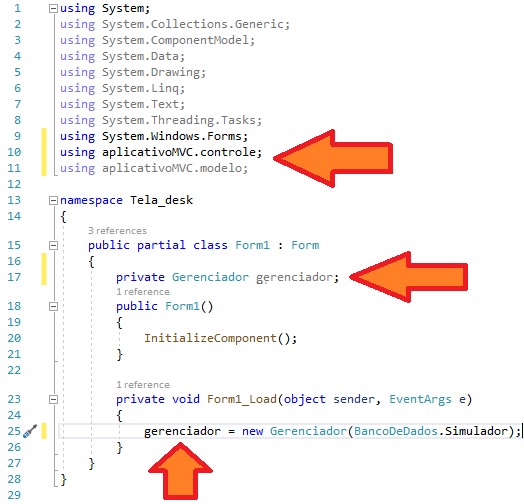 1 using System;
2 using System.Collections.Generic;
3 using System.ComponentModel;
4 using System.Data;
5 using System.Drawing;
6 using System.Linq;
7 using System.Text;
8 using System.Threading.Tasks;
9 using System.Windows.Forms;
10 using aplicativoMVC.controle;
11 using aplicativoMVC.modelo;
12
13 namespace Tela_desk
14 {
3 references
15 public partial class Form1 : Form
16 {
17 private Gerenciador gerenciador;
1 reference
18 public Form1()
19 {
20 InitializeComponent();
21 }
22
1 reference
23 private void Form1_Load(object sender, EventArgs e)
24 {
25 gerenciador = new Gerenciador(BancoDeDados.Simulador);
26 }
27 }
28 }
29